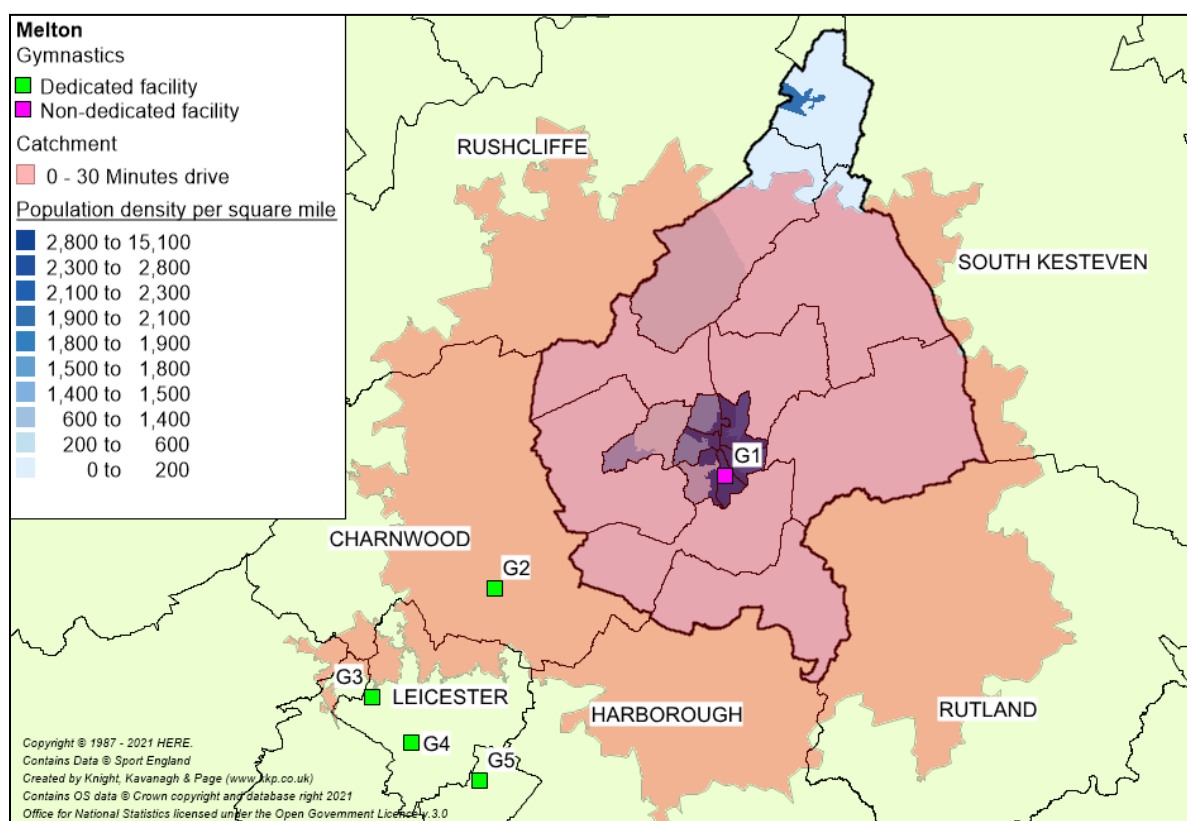 Melton
Gymnastics
Dedicated facility
Non-dedicated facility
Catchment
0 - 30 Minutes drive
Population density per square mile
2,800 to 15,100
2,300 to 2,800
2,100 to 2,300
1,900 to 2,100
1,800 to 1,900
1,500 to 1,800
1,400 to 1,500
600 to 1,400
200 to 600
0 to 200
RUSHCLIFFE
SOUTH KESTEVEN
G1
CHARNWOOD
G2
G3
LEICESTER
HARBOROUGH
RUTLAND
G4
G5
Copyright © 1987 - 2021 HERE.
Contains Data © Sport England
Created by Knight, Kavanagh & Page (www.kkp.co.uk)
Contains OS data © Crown copyright and database right 2021
Office for National Statistics licensed under the Open Government Licence v.3.0